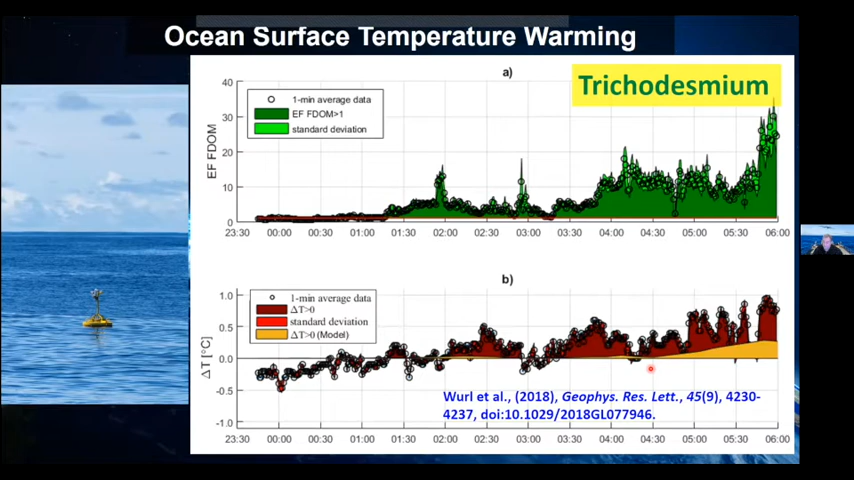 Ocean Surface Temperature Warming
a)
Trichodesmium
EF FDOM
40
30
20
10
0
1-min average data
EF FDOM>1
standard deviation
23:30 00:00 00:30 01:00 01:30 02:00 02:30 03:00 03:30 04:00 04:30 05:00 05:30 06:00
b)
ΔT [°C]
1.0
0.5
0.0
-0.5
-1.0
1-min average data
ΔT>0
standard deviation
ΔT>0 (Model)
Wurl et al., (2018), Geophys. Res. Lett., 45(9), 4230-
4237, doi:10.1029/2018GL077946.
23:30 00:00 00:30 01:00 01:30 02:00 02:30 03:00 03:30 04:00 04:30 05:00 05:30 06:00